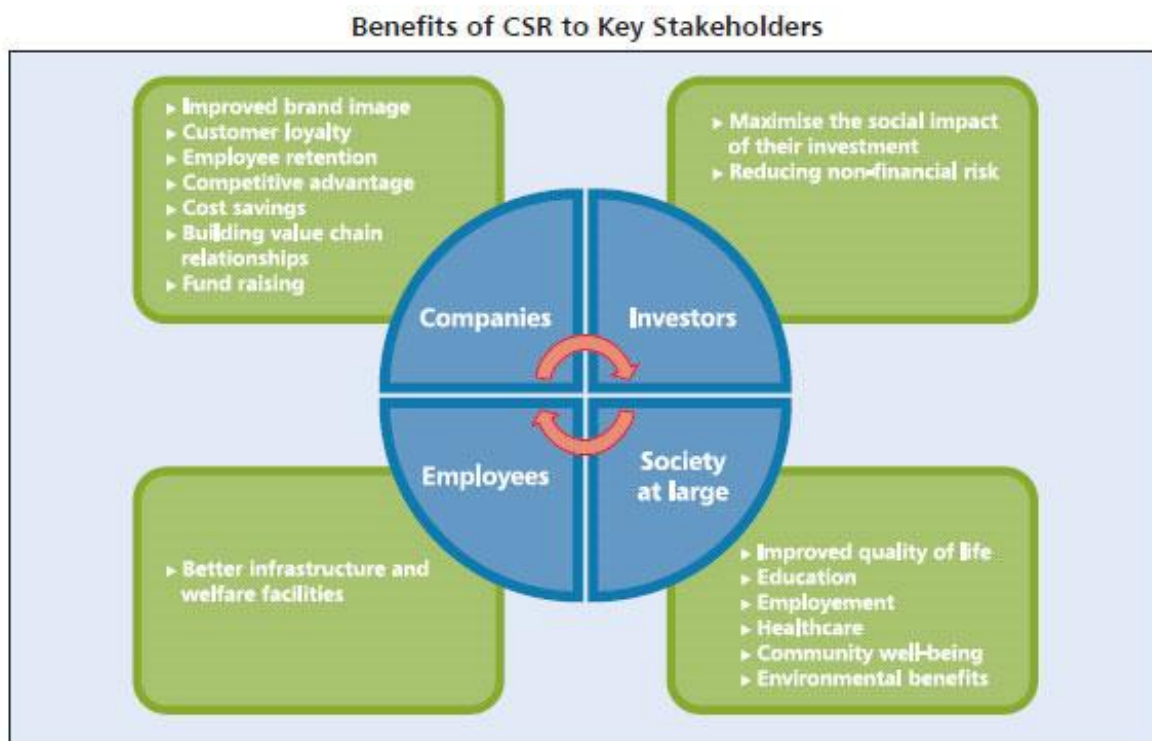 Benefits of CSR to Key Stakeholders
▸ Improved brand image
▸ Customer loyalty
▸ Employee retention
▸ Competitive advantage
▸ Cost savings
▸ Building value chain
relationships
▸ Fund raising
▸ Maximise the social impact
of their investment
▸ Reducing non-financial risk
Companies
Investors
Employees
Society
at large
▸ Better infrastructure and
welfare facilities
▸ Improved quality of life
▸ Education
▸ Employement
▸ Healthcare
▸ Community well-being
▸ Environmental benefits